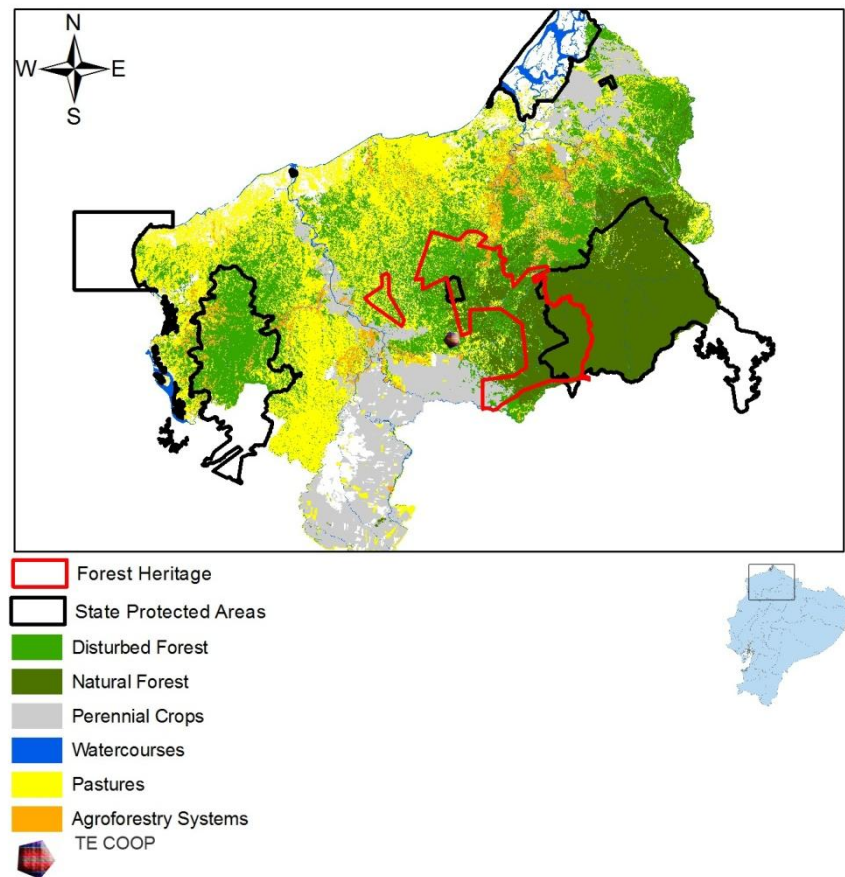 N
W E
S
Forest Heritage
State Protected Areas
Disturbed Forest
Natural Forest
Perennial Crops
Watercourses
Pastures
Agroforestry Systems
TE COOP